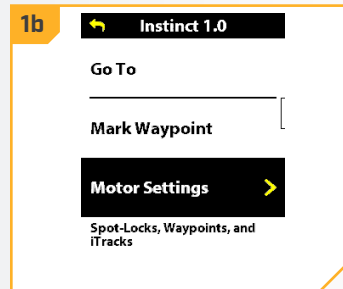 1b
Instinct 1.0
Go To
Mark Waypoint
Motor Settings
Spot-Locks, Waypoints, and
iTracks